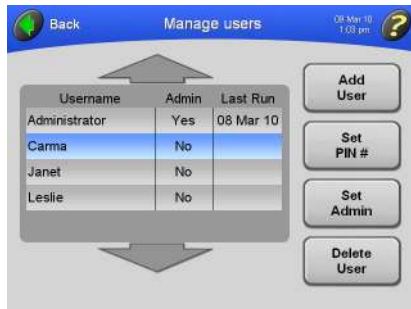 Back
Manage users
09 Mar 10
1:03 pm
?
Username Admin Last Run
Administrator Yes 08 Mar 10
Carma No
Janet No
Leslie No
Add
User
Set
PIN #
Set
Admin
Delete
User